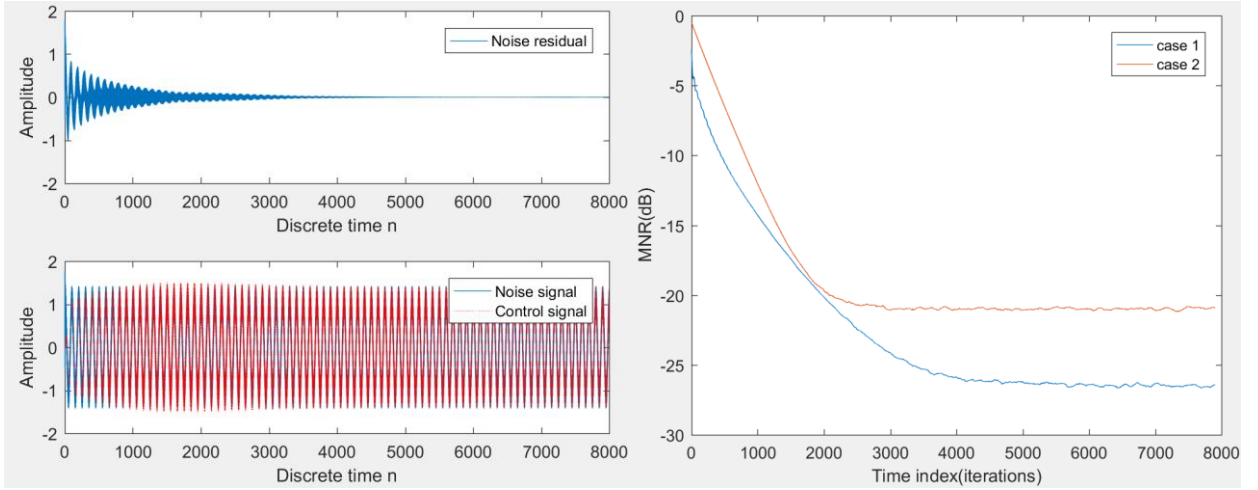 2
1
0
-1
-2
Amplitude
Noise residual
0 1000 2000 3000 4000 5000 6000 7000 8000
Discrete time n
2
1
0
-1
-2
Amplitude
Noise signal
Control signal
0 1000 2000 3000 4000 5000 6000 7000 8000
Discrete time n
0
-5
-10
-15
-20
-25
-30
MNR(dB)
case 1
case 2
0 1000 2000 3000 4000 5000 6000 7000 8000
Time index(iterations)